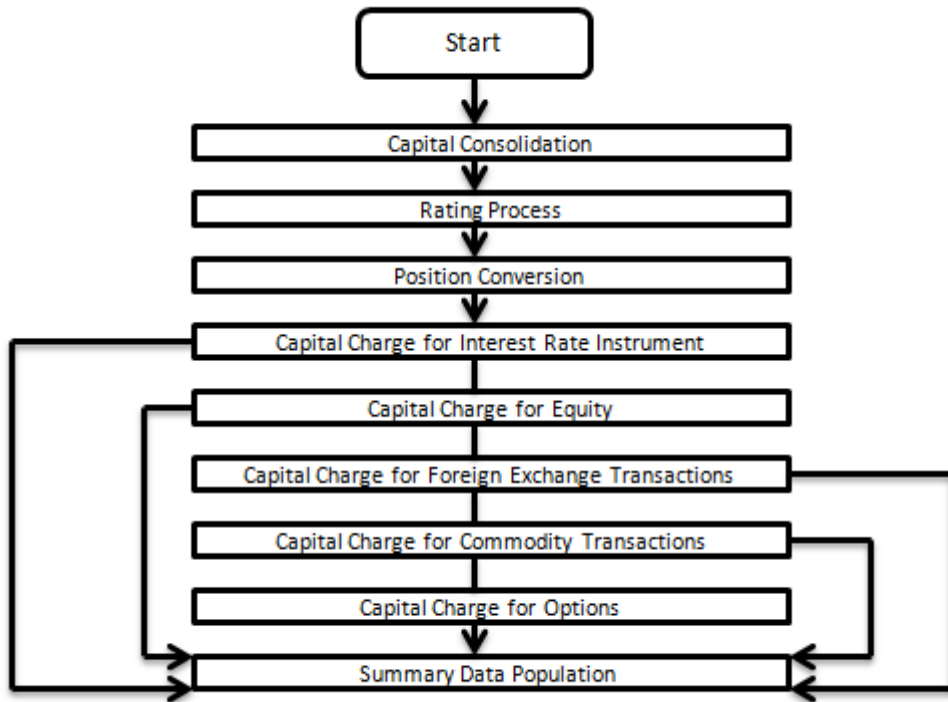 Start
Capital Consolidation
Rating Process
Position Conversion
Capital Charge for Interest Rate Instrument
Capital Charge for Equity
Capital Charge for Foreign Exchange Transactions
Capital Charge for Commodity Transactions
Capital Charge for Options
Summary Data Population